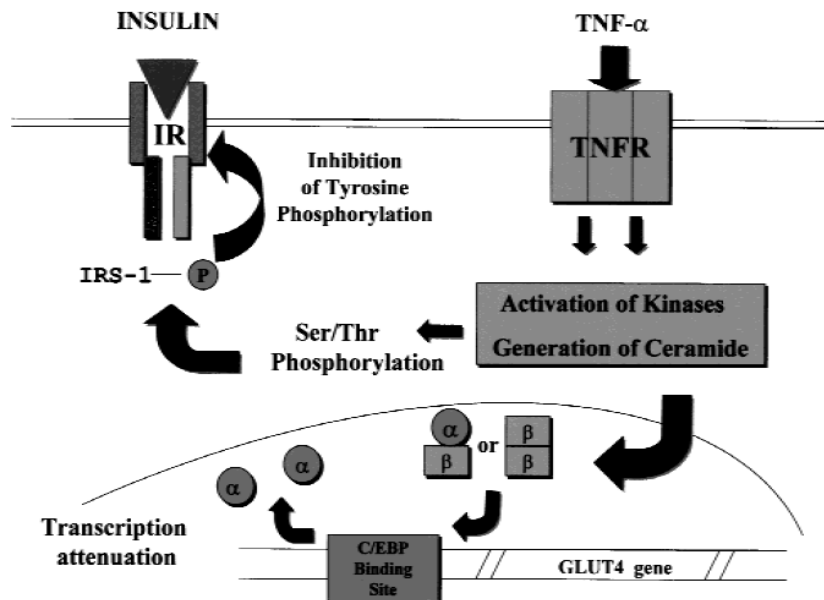 INSULIN
TNF-α
IR
TNFR
Inhibition
of Tyrosine
Phosphorylation
IRS-1
P
Activation of Kinases
Generation of Ceramide
Ser/Thr
Phosphorylation
α
β
or
β
β
α
α
Transcription
attenuation
C/EBP
Binding
Site
GLUT4 gene